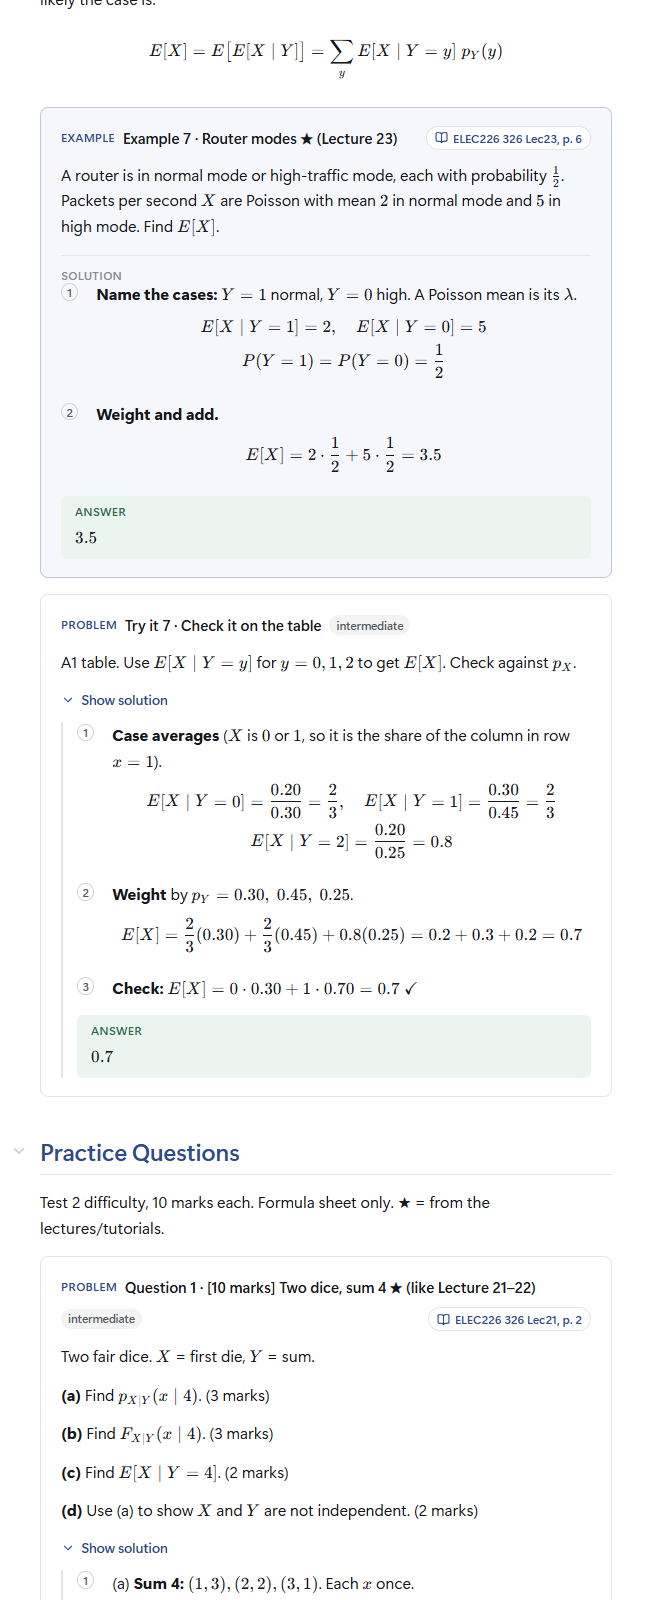 likely the case is.
E[X] = E[E[X | Y]] = ∑_y E[X | Y = y] p_Y(y)
EXAMPLE Example 7 · Router modes ★ (Lecture 23) ELEC226 326 Lec23, p. 6
A router is in normal mode or high-traffic mode, each with probability 1/2.
Packets per second X are Poisson with mean 2 in normal mode and 5 in
high mode. Find E[X].
SOLUTION
1 Name the cases: Y = 1 normal, Y = 0 high. A Poisson mean is its λ.
E[X | Y = 1] = 2, E[X | Y = 0] = 5
P(Y = 1) = P(Y = 0) = 1/2
2 Weight and add.
E[X] = 2 · 1/2 + 5 · 1/2 = 3.5
ANSWER
3.5
PROBLEM Try it 7 · Check it on the table intermediate
A1 table. Use E[X | Y = y] for y = 0, 1, 2 to get E[X]. Check against p_X.
Show solution
1 Case averages (X is 0 or 1, so it is the share of the column in row
x = 1).
E[X | Y = 0] = 0.20/0.30 = 2/3, E[X | Y = 1] = 0.30/0.45 = 2/3
E[X | Y = 2] = 0.20/0.25 = 0.8
2 Weight by p_Y = 0.30, 0.45, 0.25.
E[X] = 2/3(0.30) + 2/3(0.45) + 0.8(0.25) = 0.2 + 0.3 + 0.2 = 0.7
3 Check: E[X] = 0 · 0.30 + 1 · 0.70 = 0.7 ✓
ANSWER
0.7
Practice Questions
Test 2 difficulty, 10 marks each. Formula sheet only. ★ = from the
lectures/tutorials.
PROBLEM Question 1 · [10 marks] Two dice, sum 4 ★ (like Lecture 21–22)
intermediate ELEC226 326 Lec21, p. 2
Two fair dice. X = first die, Y = sum.
(a) Find p_X|Y(x | 4). (3 marks)
(b) Find F_X|Y(x | 4). (3 marks)
(c) Find E[X | Y = 4]. (2 marks)
(d) Use (a) to show X and Y are not independent. (2 marks)
Show solution
1 (a) Sum 4: (1, 3), (2, 2), (3, 1). Each x once.